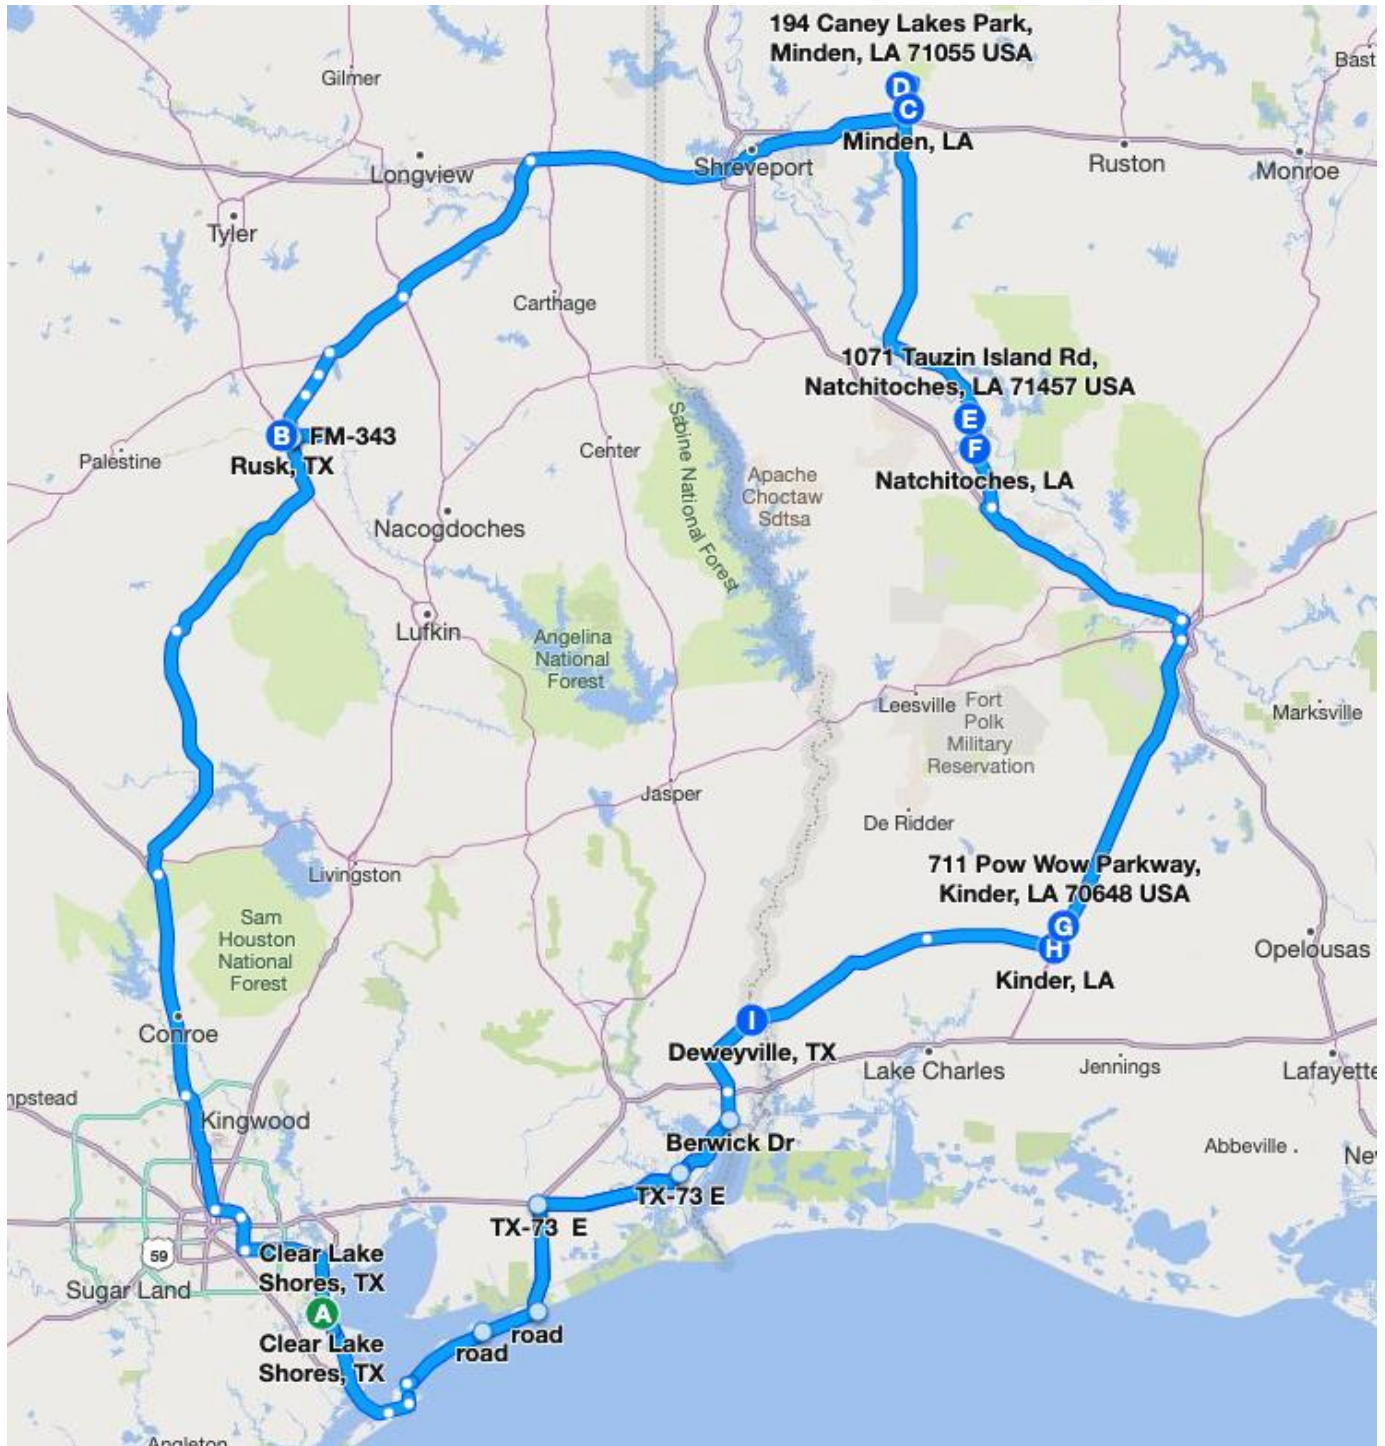 194 Caney Lakes Park,
Minden, LA 71055 USA
Gilmer
D
C
Minden, LA
Longview
Shreveport
Ruston
Monroe
Bast
Tyler
Carthage
1071 Tauzin Island Rd,
Natchitoches, LA 71457 USA
E
F
Natchitoches, LA
B
FM-343
Rusk, TX
Palestine
Center
Sabine National Forest
Apache
Choctaw
Sdtsa
Nacogdoches
Lufkin
Angelina
National
Forest
Leesville
Fort
Polk
Military
Reservation
Marksville
Jasper
De Ridder
711 Pow Wow Parkway,
Kinder, LA 70648 USA
G
H
Kinder, LA
Livingston
Sam
Houston
National
Forest
Opelousas
Conroe
I
Deweyville, TX
Lake Charles
Jennings
Lafayette
npstead
Kingwood
Berwick Dr
Abbeville
Ne
TX-73 E
TX-73 E
59
Sugar Land
Clear Lake
Shores, TX
A
Clear Lake
Shores, TX
road
road
Angleton